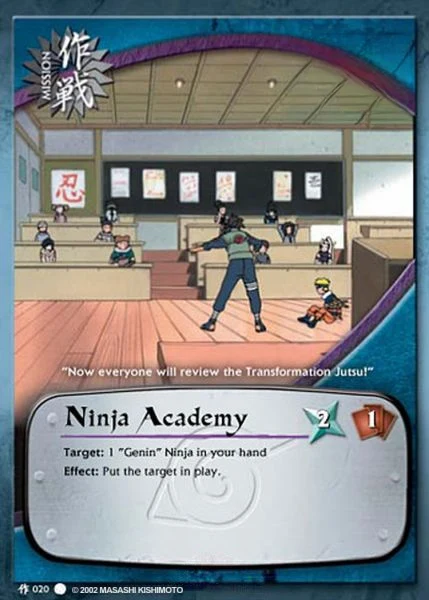 MISSION
作戦
忍
"Now everyone will review the Transformation Jutsu!"
Ninja Academy
2
1
Target: 1 "Genin" Ninja in your hand
Effect: Put the target in play.
作 020
© 2002 MASASHI KISHIMOTO